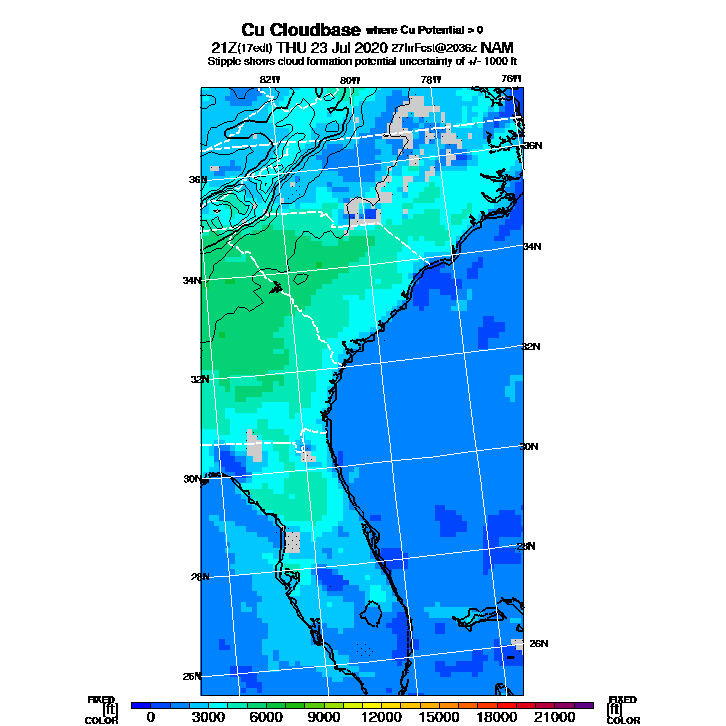 Cu Cloudbase where Cu Potential > 0
21Z(17edt) THU 23 Jul 2020 27hrFcst@2036z NAM
Stipple shows cloud formation potential uncertainty of +/- 1000 ft
82W 80W 78W 76W
36N
36N
34N
34N
32N
32N
30N
30N
28N
28N
26N
26N
FIXED FIXED
[ft] [ft]
COLOR COLOR
0 3000 6000 9000 12000 15000 18000 21000